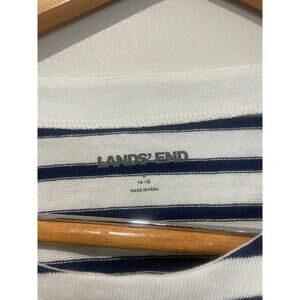 LANDS' END
L
14-16
MADE IN PERU